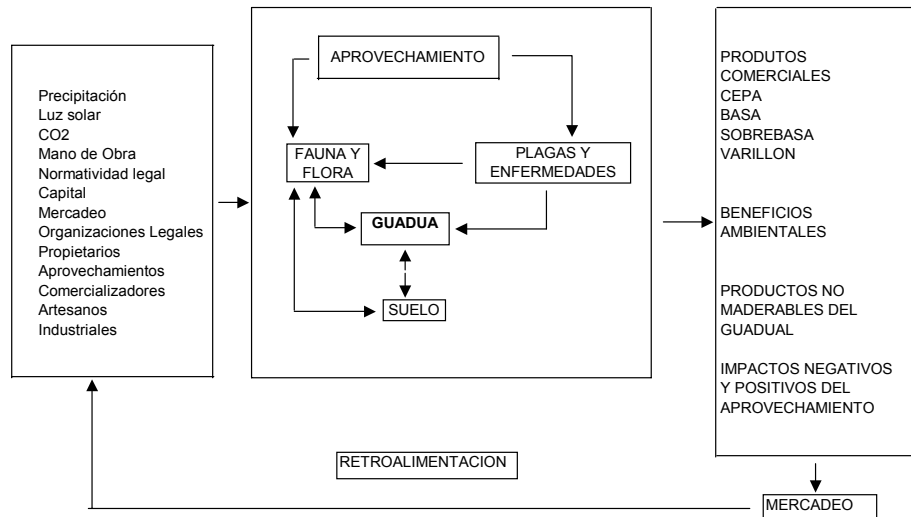 Precipitación
Luz solar
CO2
Mano de Obra
Normatividad legal
Capital
Mercadeo
Organizaciones Legales
Propietarios
Aprovechamientos
Comercializadores
Artesanos
Industriales
APROVECHAMIENTO
FAUNA Y
FLORA
PLAGAS Y
ENFERMEDADES
GUADUA
SUELO
PRODUTOS
COMERCIALES
CEPA
BASA
SOBREBASA
VARILLON
BENEFICIOS
AMBIENTALES
PRODUCTOS NO
MADERABLES DEL
GUADUAL
IMPACTOS NEGATIVOS
Y POSITIVOS DEL
APROVECHAMIENTO
RETROALIMENTACION
MERCADEO